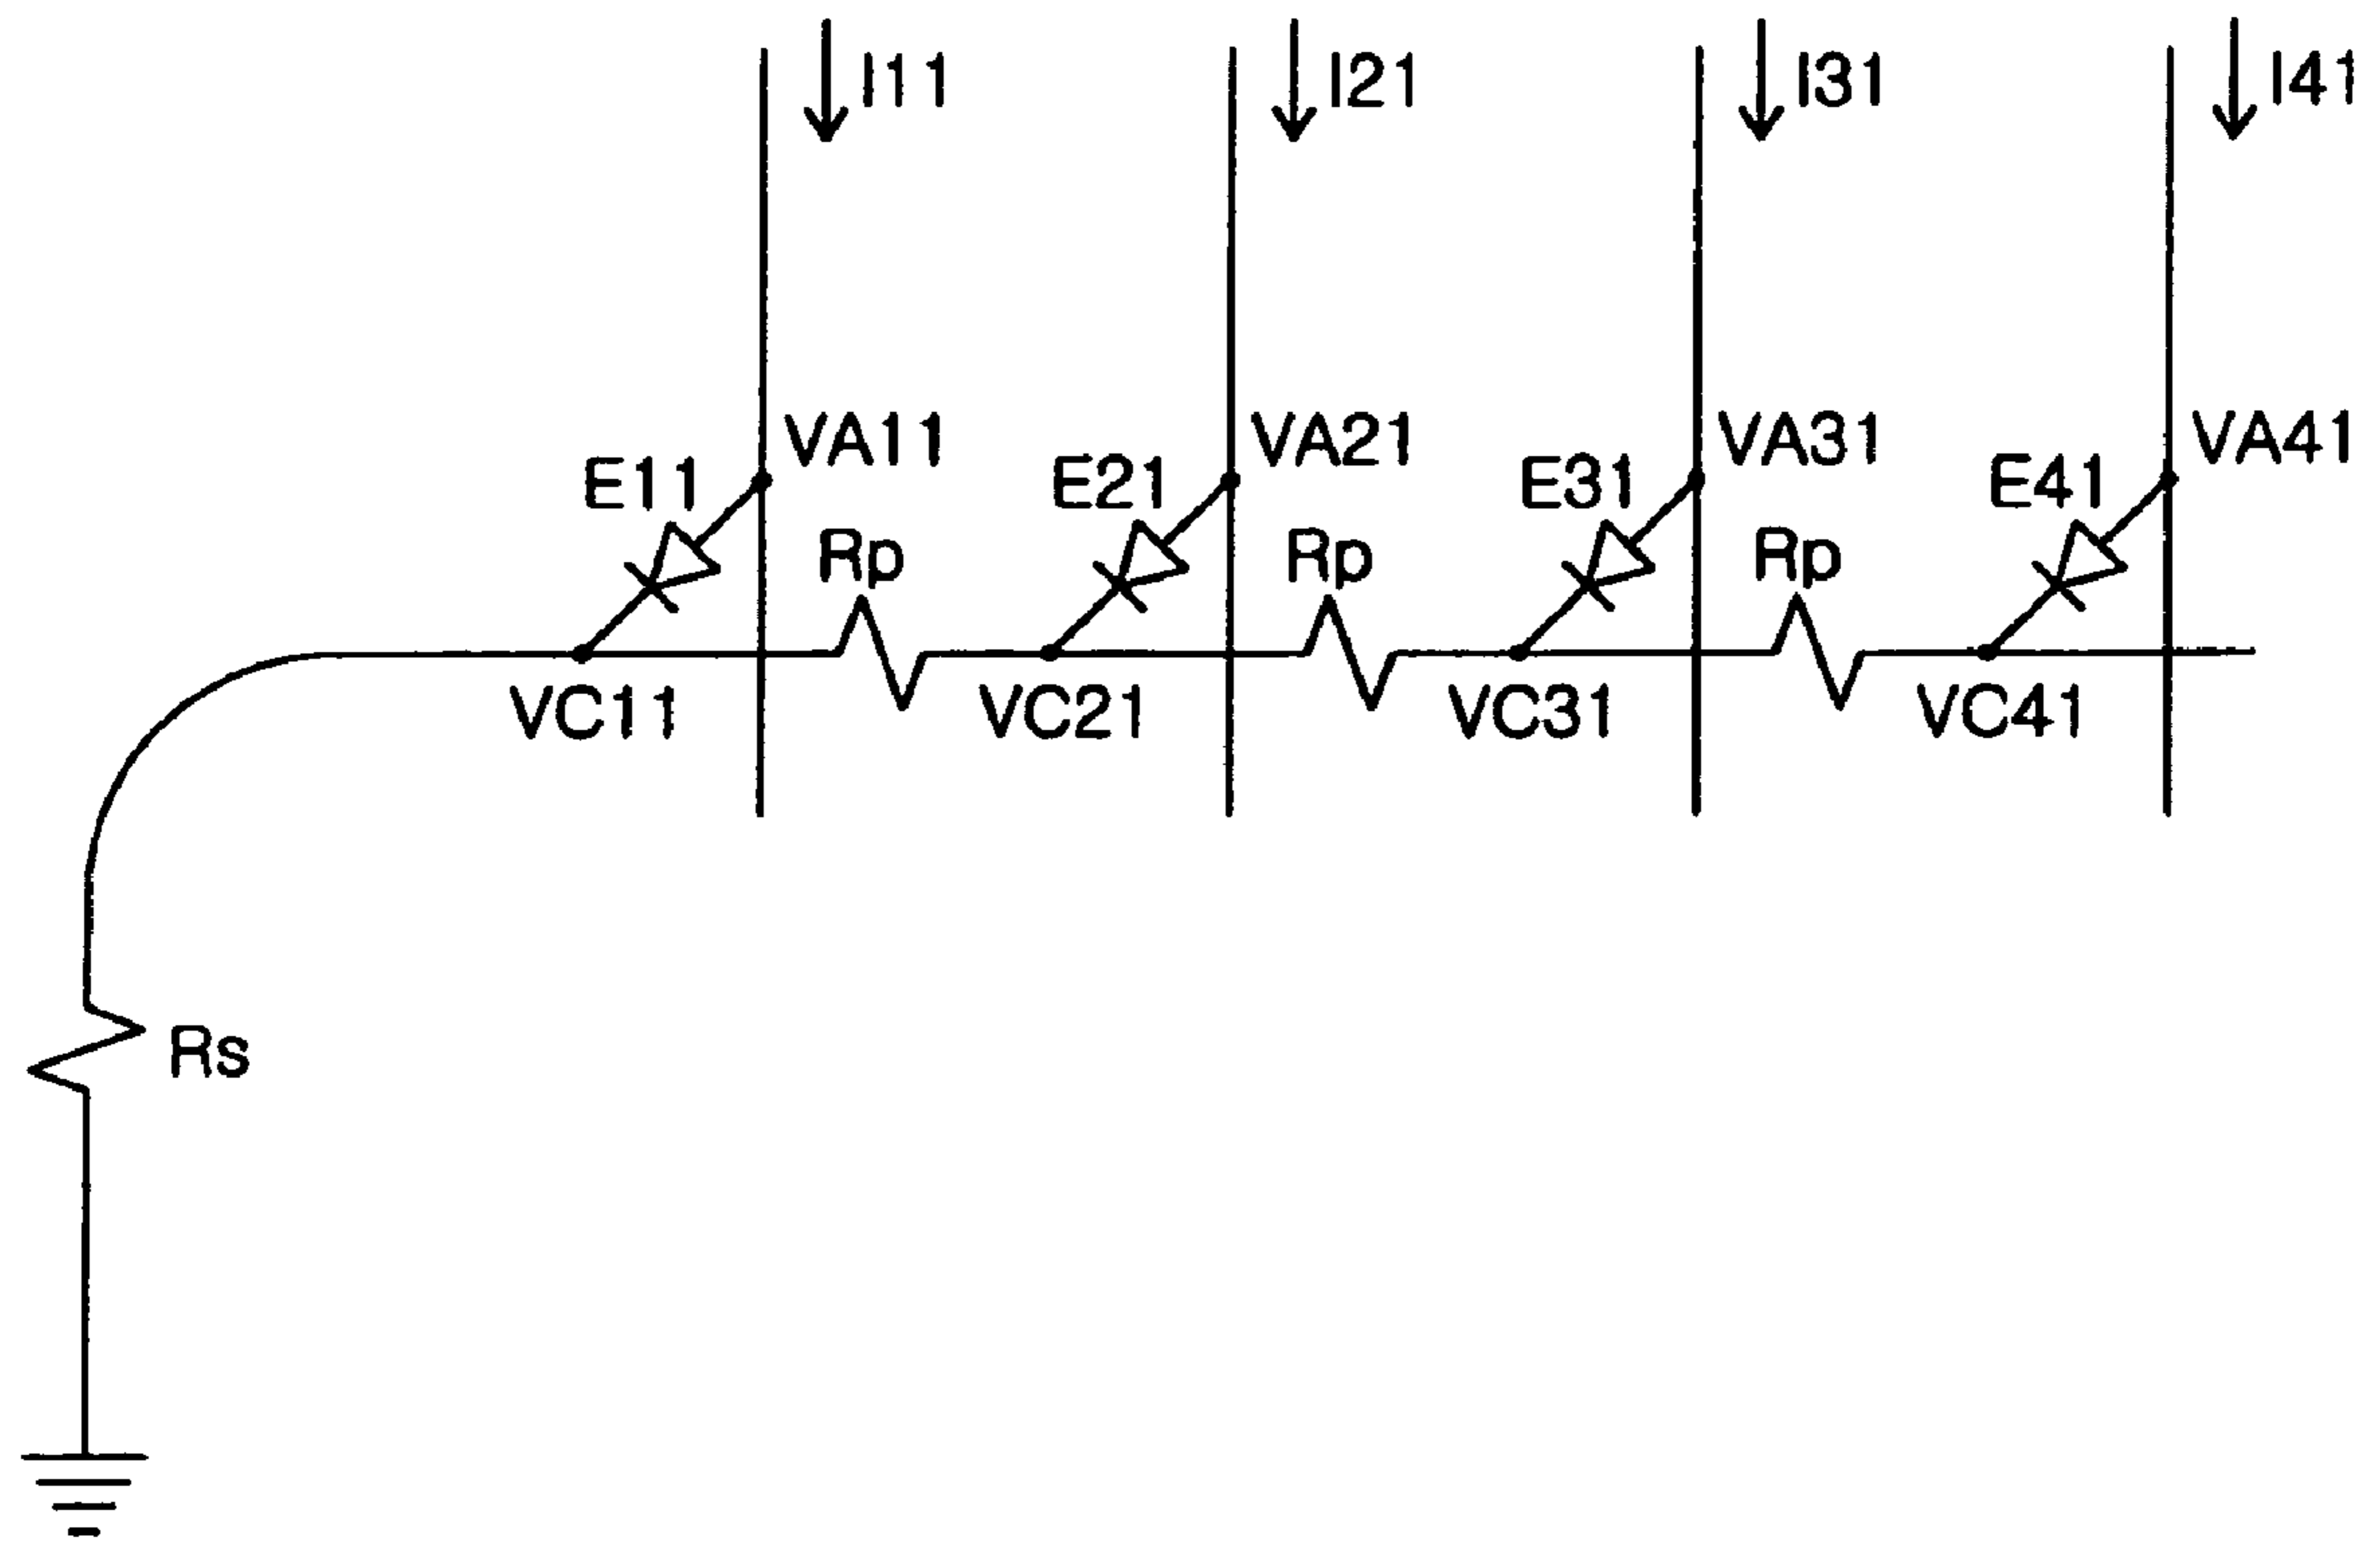 I11 I21 I31 I41
VA11 VA21 VA31 VA41
E11 E21 E31 E41
Rp Rp Rp
VC11 VC21 VC31 VC41
Rs